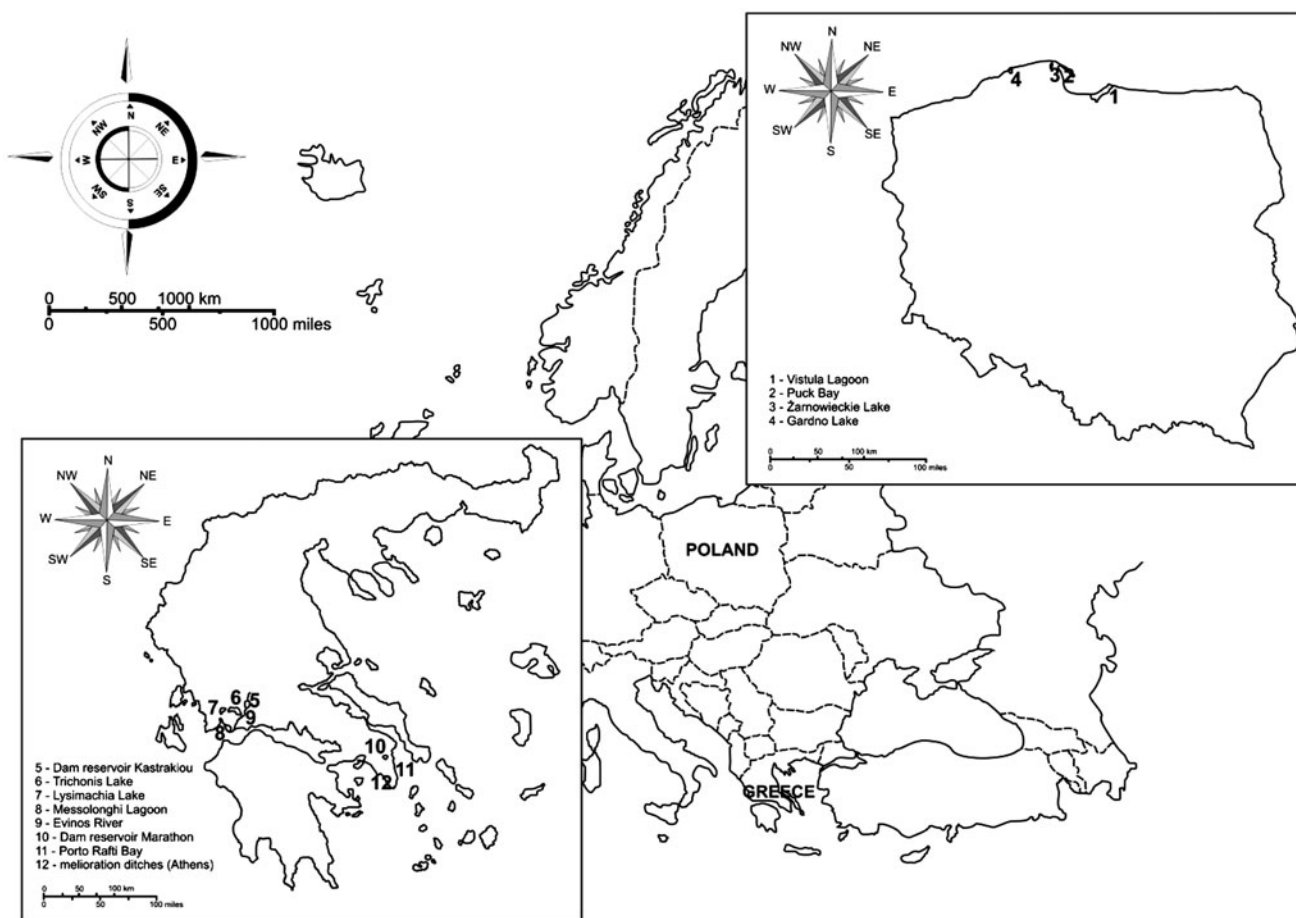 N
NE
E
SE
S
SW
W
NW
0 500 1000 km
0 500 1000 miles
N
NE
E
SE
S
SW
W
NW
4
3
2
1
1 - Vistula Lagoon
2 - Puck Bay
3 - Żarnowieckie Lake
4 - Gardno Lake
0 50 100 km
0 50 100 miles
POLAND
GREECE
N
NE
E
SE
S
SW
W
NW
6
5
7
9
8
10
11
12
5 - Dam reservoir Kastrakiou
6 - Trichonis Lake
7 - Lysimachia Lake
8 - Messolonghi Lagoon
9 - Evinos River
10 - Dam reservoir Marathon
11 - Porto Rafti Bay
12 - melioration ditches (Athens)
0 50 100 km
0 50 100 miles